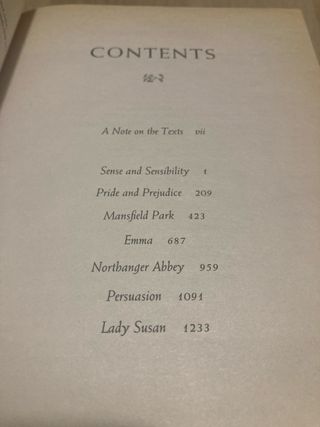 CONTENTS
A Note on the Texts vii
Sense and Sensibility 1
Pride and Prejudice 209
Mansfield Park 423
Emma 687
Northanger Abbey 959
Persuasion 1091
Lady Susan 1233